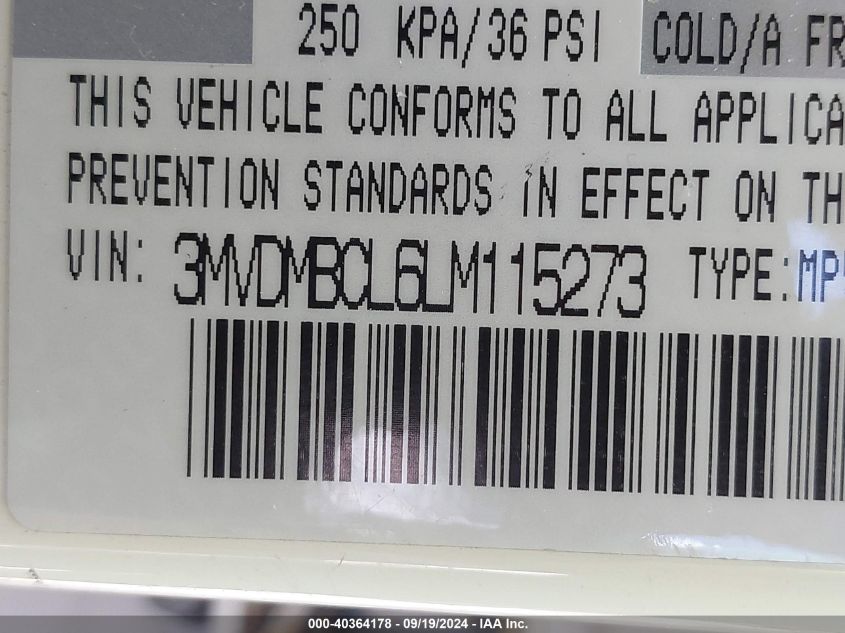 250 KPA/36 PSI COLD/A FR
THIS VEHICLE CONFORMS TO ALL APPLICA
PREVENTION STANDARDS IN EFFECT ON TH
VIN: 3MVDMBCL6LM115273 TYPE:MP
000-40364178 - 09/19/2024 - IAA Inc.